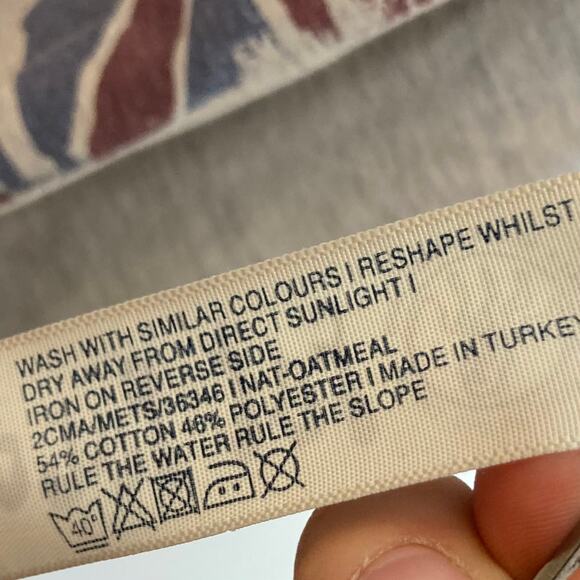 WASH WITH SIMILAR COLOURS I RESHAPE WHILST
DRY AWAY FROM DIRECT SUNLIGHT I
IRON ON REVERSE SIDE
2CMA/METS/36346 I NAT-OATMEAL
54% COTTON 46% POLYESTER I MADE IN TURKEY
RULE THE WATER RULE THE SLOPE
40°